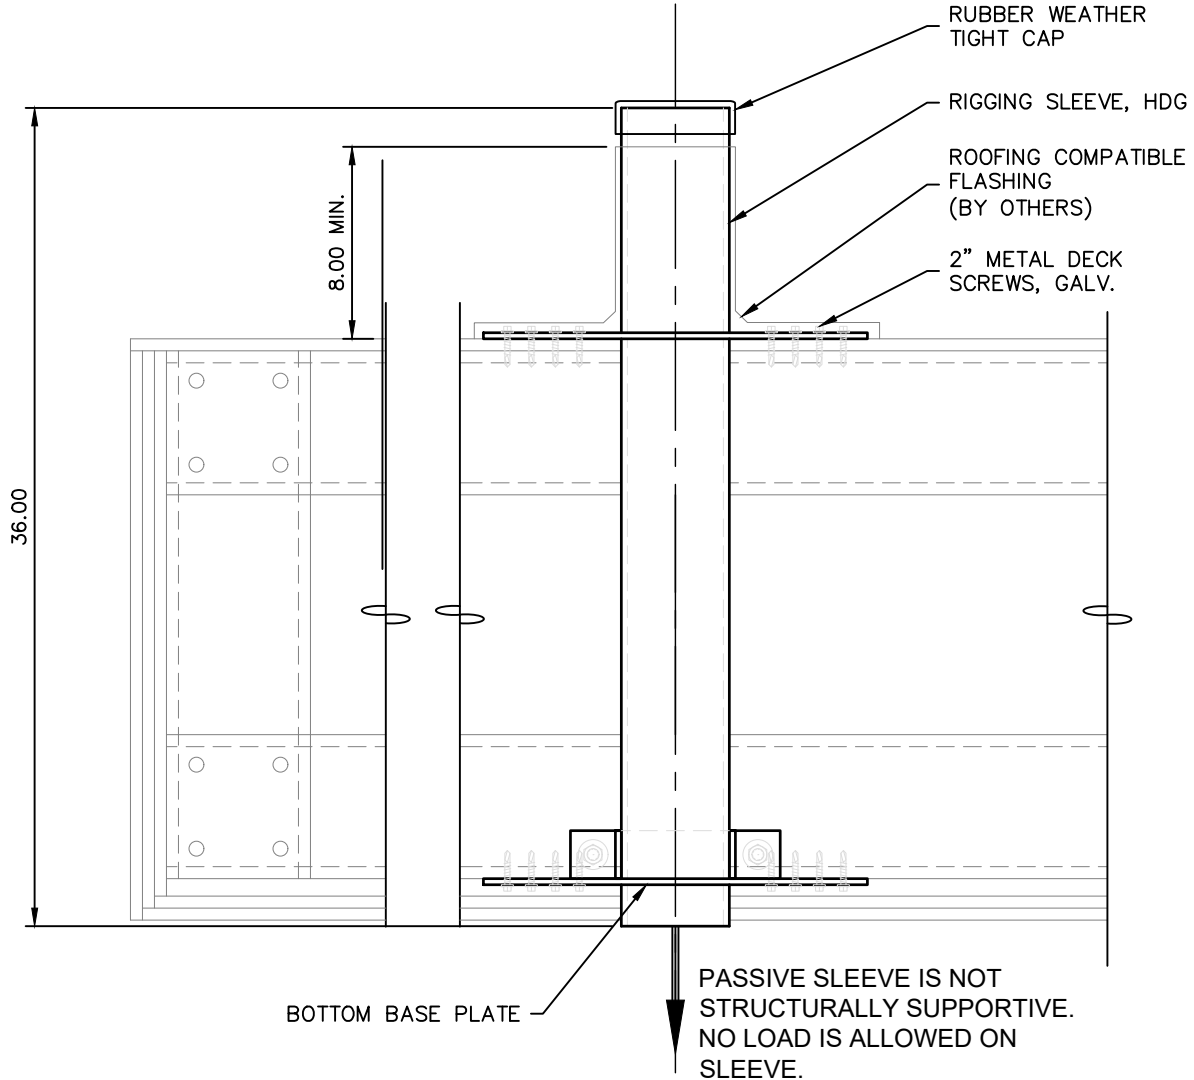 RUBBER WEATHER
TIGHT CAP
RIGGING SLEEVE, HDG
ROOFING COMPATIBLE
FLASHING
(BY OTHERS)
2” METAL DECK
SCREWS, GALV.
8.00 MIN.
36.00
BOTTOM BASE PLATE
PASSIVE SLEEVE IS NOT
STRUCTURALLY SUPPORTIVE.
NO LOAD IS ALLOWED ON
SLEEVE.